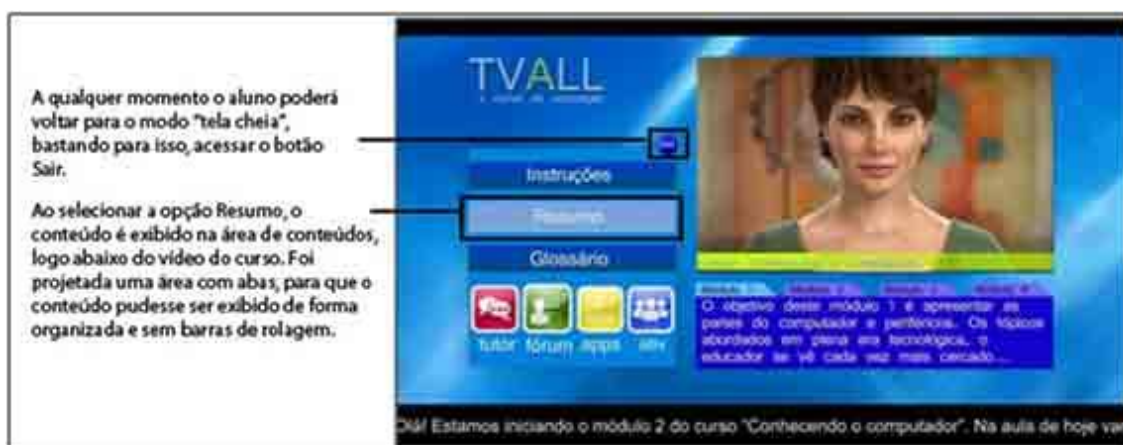 A qualquer momento o aluno poderá
voltar para o modo "tela cheia",
bastando para isso, acessar o botão
Sair.
Ao selecionar a opção Resumo, o
conteúdo é exibido na área de conteúdos,
logo abaixo do vídeo do curso. Foi
projetada uma área com abas, para que o
conteúdo pudesse ser exibido de forma
organizada e sem barras de rolagem.
TVALL
Instruções
Resumo
Glossário
tutor fórum apps ativ
O objetivo deste módulo 1 é apresentar as
partes do computador e periféricos. Os tópicos
abordados em plena era tecnológica, o
educador se vê cada vez mais cercado...
Olá! Estamos iniciando o módulo 2 do curso "Conhecendo o computador". Na aula de hoje va